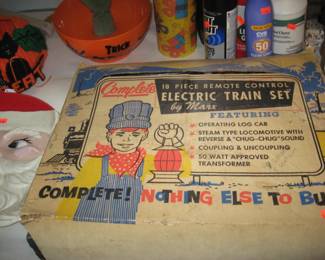 TRICK
50
Complete
18 PIECE REMOTE CONTROL
ELECTRIC TRAIN SET
by Marx
FEATURING
OPERATING LOG CAR
STEAM TYPE LOCOMOTIVE WITH
REVERSE & "CHUG-CHUG" SOUND
COUPLING & UNCOUPLING
50 WATT APPROVED
TRANSFORMER
COMPLETE! NOTHING ELSE TO BU